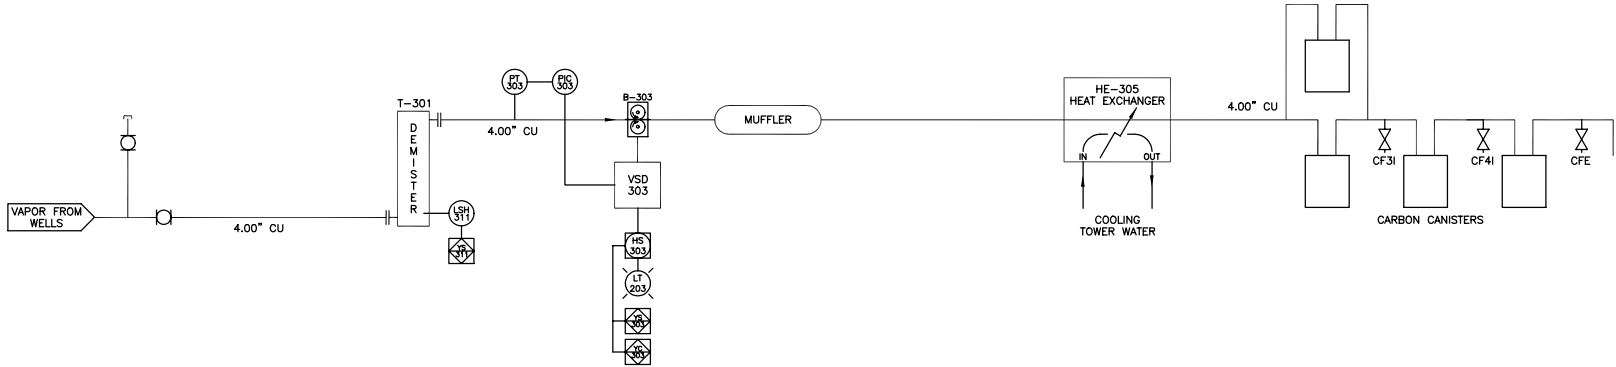 VAPOR FROM
WELLS
4.00" CU
T-301
DEMISTER
LSH
311
YS
311
PT
303
PIC
303
4.00" CU
B-303
VSD
303
HS
303
LT
203
YS
303
YC
303
MUFFLER
HE-305
HEAT EXCHANGER
IN
OUT
COOLING
TOWER WATER
4.00" CU
CF3I
CF4I
CFE
CARBON CANISTERS